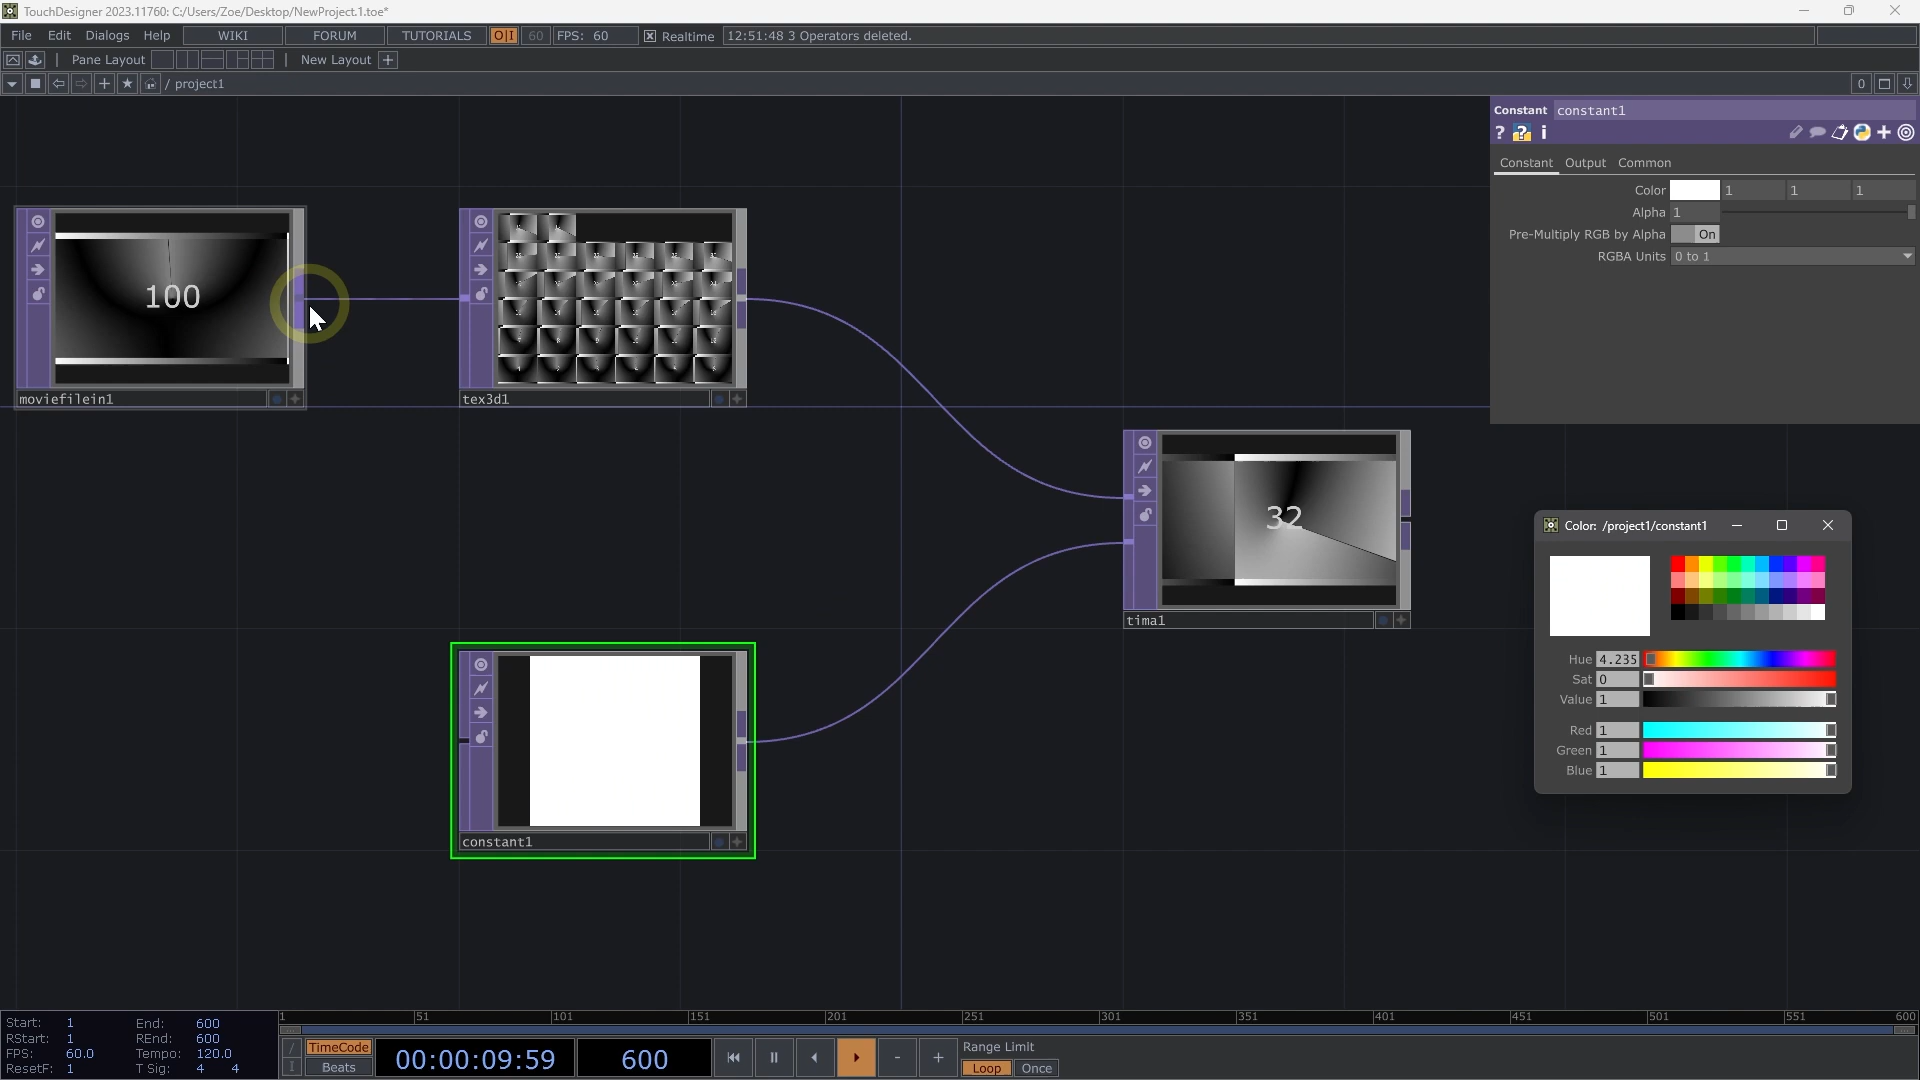 TouchDesigner 2023.11760: C:/Users/Zoe/Desktop/NewProject.1.toe*
File Edit Dialogs Help WIKI FORUM TUTORIALS O|I 60 FPS: 60 Realtime 12:51:48 3 Operators deleted.
Pane Layout New Layout +
/ project1 0
Constant constant1
? ? i
Constant Output Common
Color 1 1 1
Alpha 1
Pre-Multiply RGB by Alpha On
RGBA Units 0 to 1
100
moviefilein1
tex3d1
32
tima1
constant1
Color: /project1/constant1
Hue 4.235
Sat 0
Value 1
Red 1
Green 1
Blue 1
1 51 101 151 201 251 301 351 401 451 501 551 600
Start: 1 End: 600
RStart: 1 REnd: 600
FPS: 60.0 Tempo: 120.0
ResetF: 1 T Sig: 4 4
TimeCode
Beats
00:00:09:59
600
- +
Range Limit
Loop Once